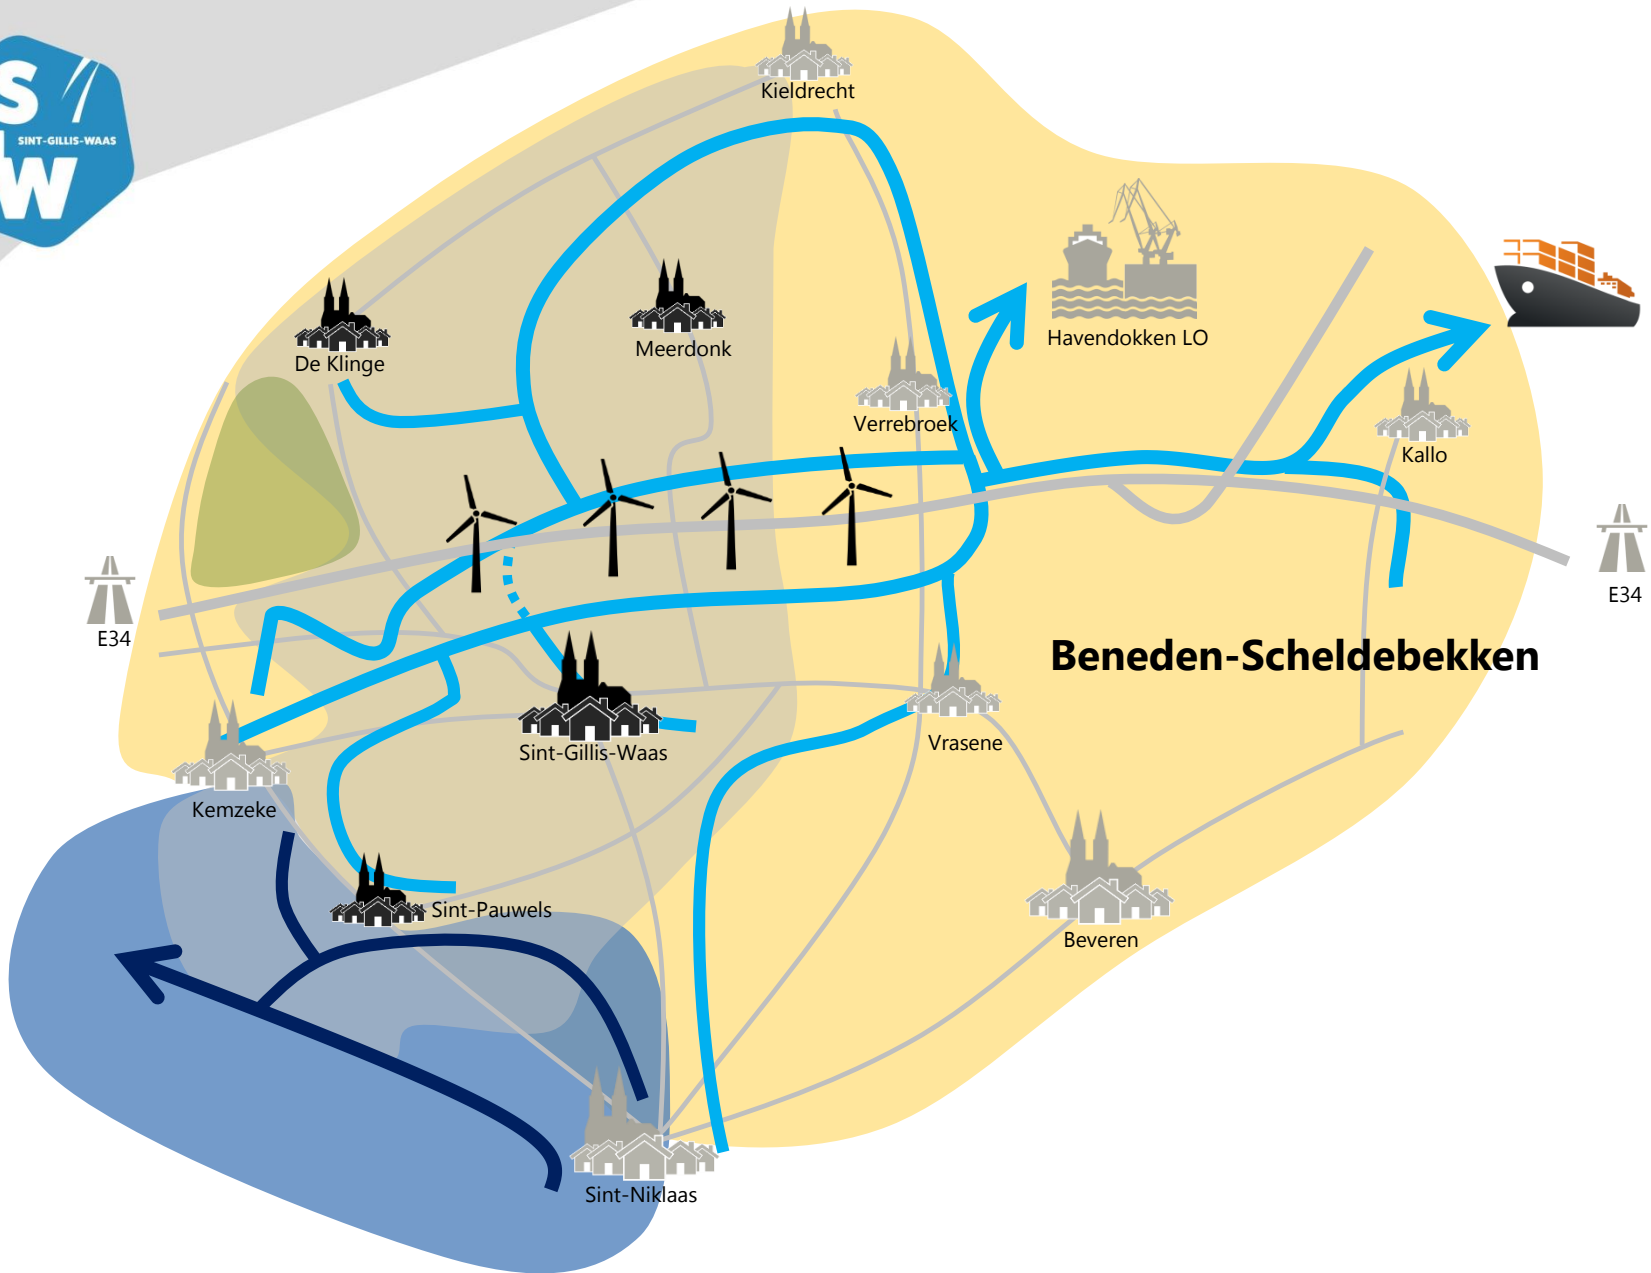 S
SINT-GILLIS-WAAS
W
Kieldrecht
De Klinge
Meerdonk
Havendokken LO
Verrebroek
Kallo
E34
E34
Beneden-Scheldebekken
Sint-Gillis-Waas
Vrasene
Kemzeke
Sint-Pauwels
Beveren
Sint-Niklaas